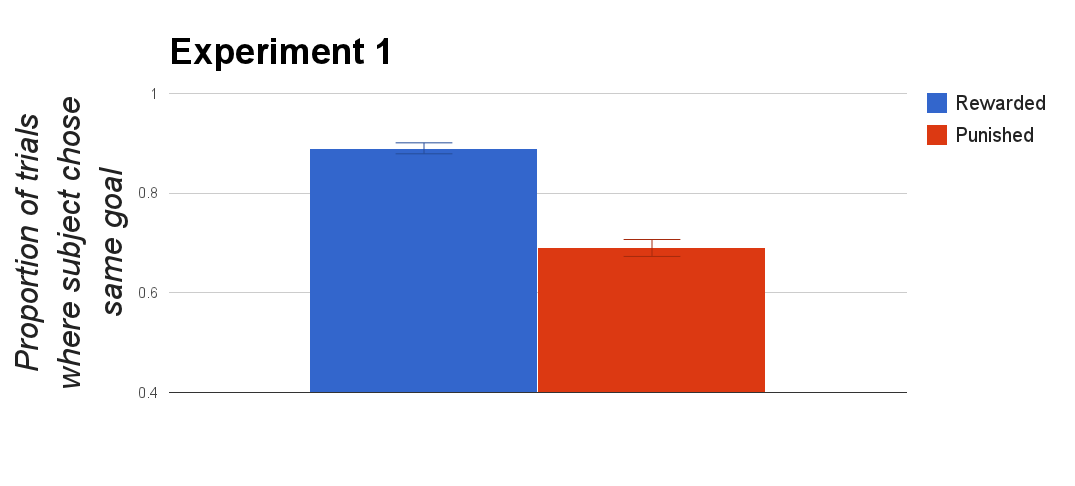 Experiment 1
Proportion of trials
where subject chose
same goal
1
0.8
0.6
0.4
Rewarded
Punished